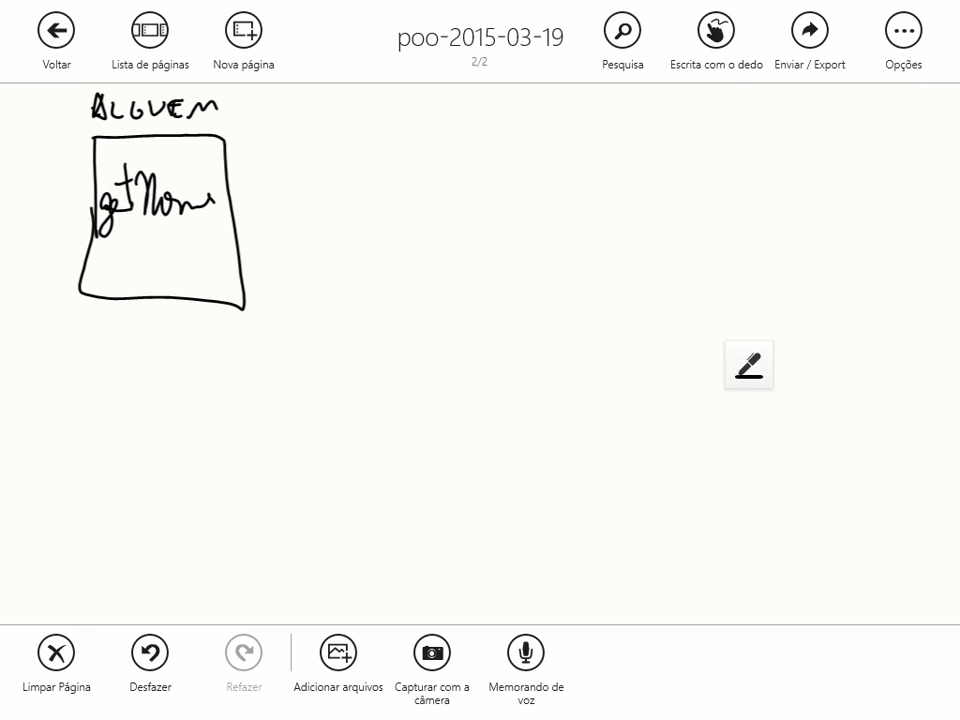 poo-2015-03-19
2/2
Voltar
Lista de páginas
Nova página
Pesquisa
Escrita com o dedo
Enviar / Export
Opções
ALGUEM
getNome
Limpar Página
Desfazer
Refazer
Adicionar arquivos
Capturar com a
câmera
Memorando de
voz